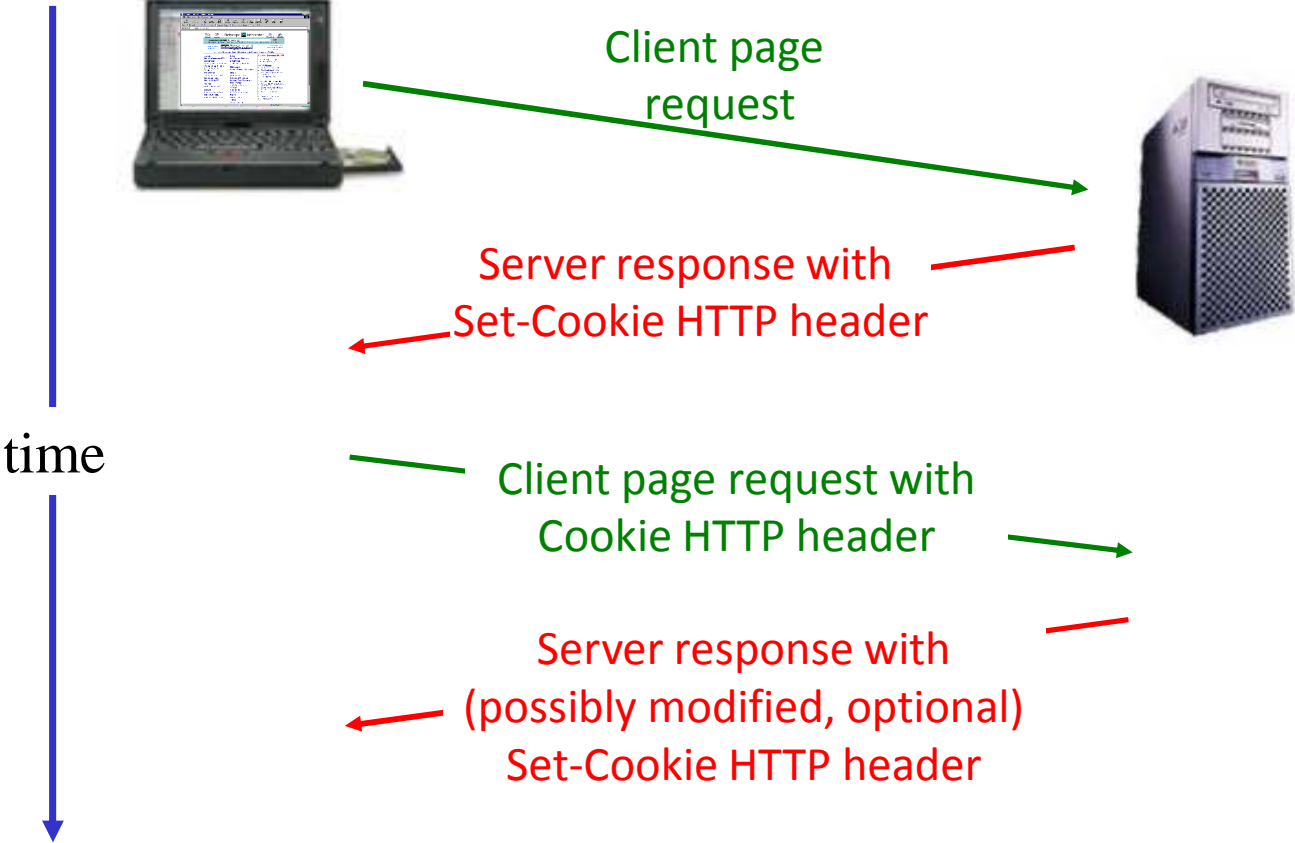 Client page
request
Server response with
Set-Cookie HTTP header
time
Client page request with
Cookie HTTP header
Server response with
(possibly modified, optional)
Set-Cookie HTTP header